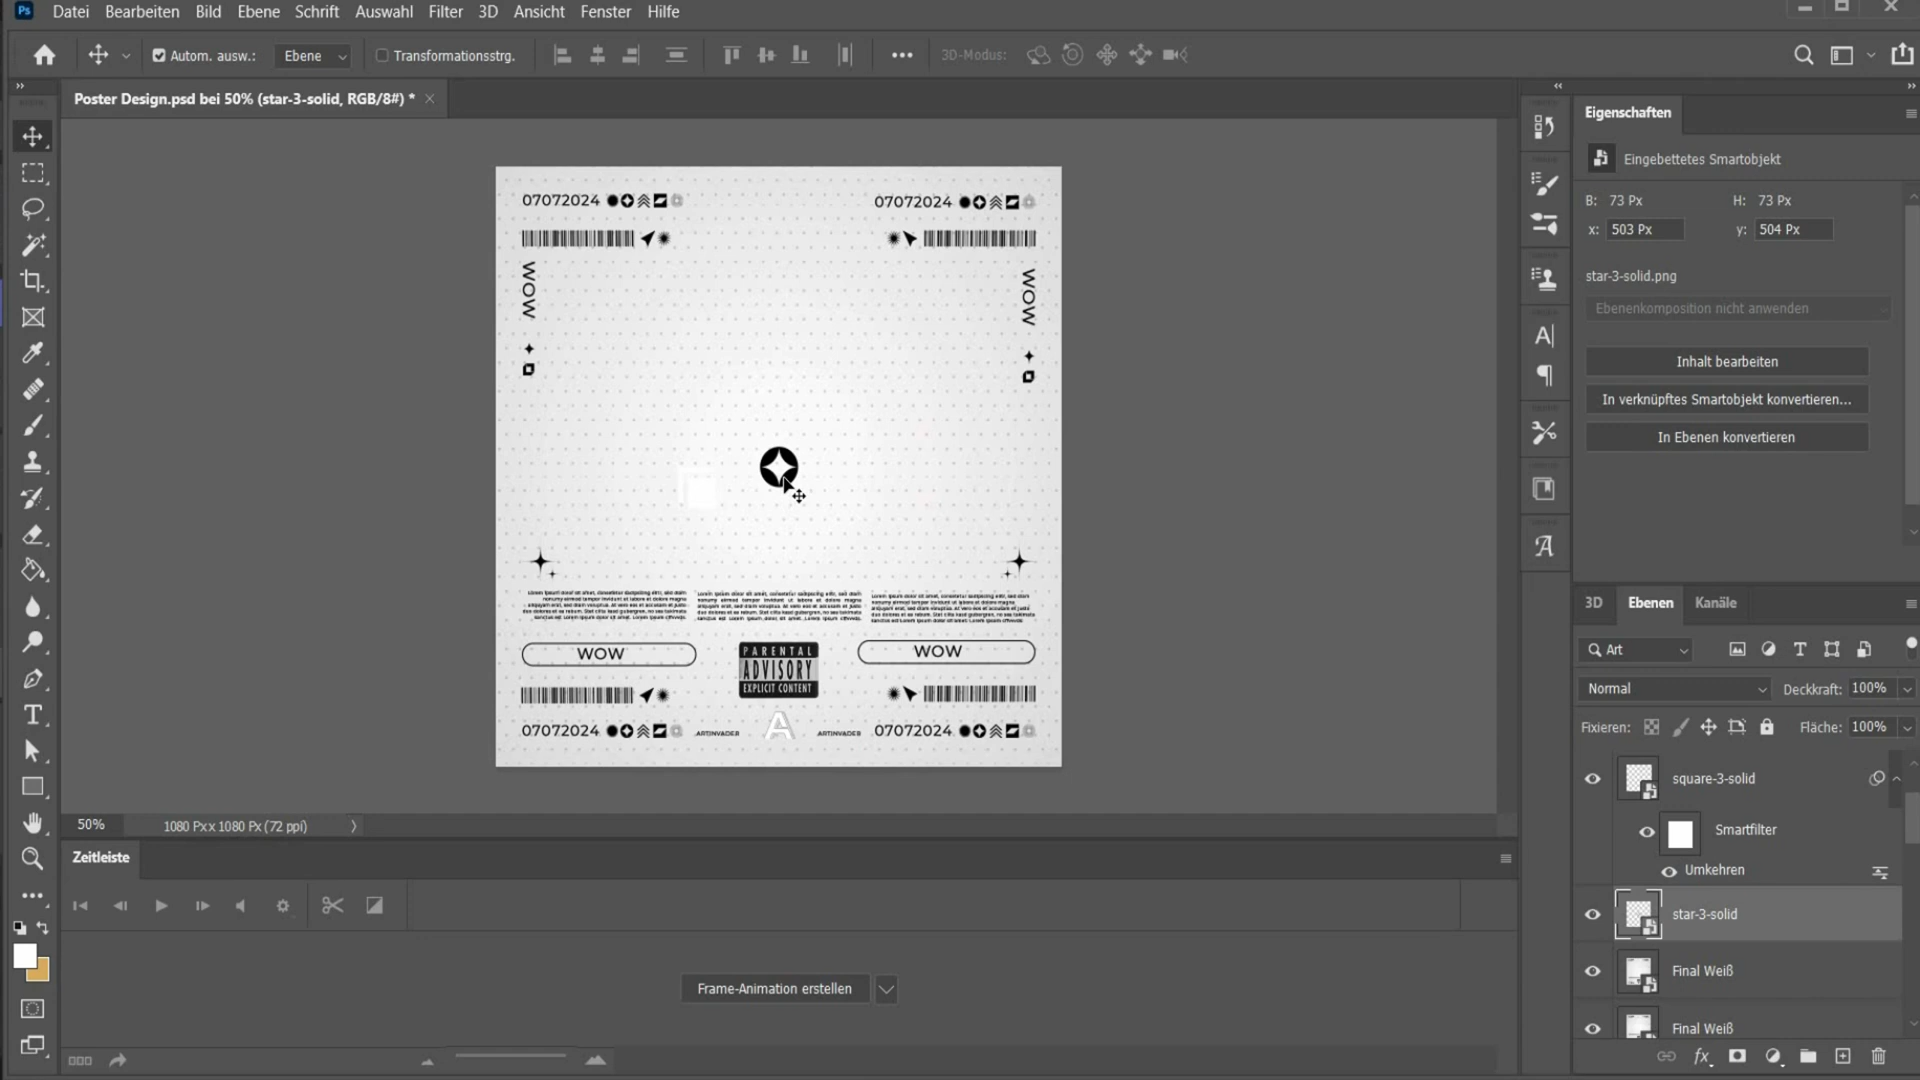 Ps Datei Bearbeiten Bild Ebene Schrift Auswahl Filter 3D Ansicht Fenster Hilfe
Autom. ausw.: Ebene Transformationsstrg. 3D-Modus:
Poster Design.psd bei 50% (star-3-solid, RGB/8#) *
Eigenschaften
Eingebettetes Smartobjekt
B: 73 Px H: 73 Px
x: 503 Px y: 504 Px
star-3-solid.png
Ebenenkomposition nicht anwenden
Inhalt bearbeiten
In verknüpftes Smartobjekt konvertieren...
In Ebenen konvertieren
07072024
07072024
WOW
WOW
WOW
PARENTAL
ADVISORY
EXPLICIT CONTENT
WOW
07072024
ARTINVADER
A
ARTINVADER
07072024
3D Ebenen Kanäle
Art
Normal Deckkraft: 100%
Fixieren: Fläche: 100%
square-3-solid
Smartfilter
Umkehren
star-3-solid
Final Weiß
Final Weiß
fx
50% 1080 Px x 1080 Px (72 ppi)
Zeitleiste
Frame-Animation erstellen